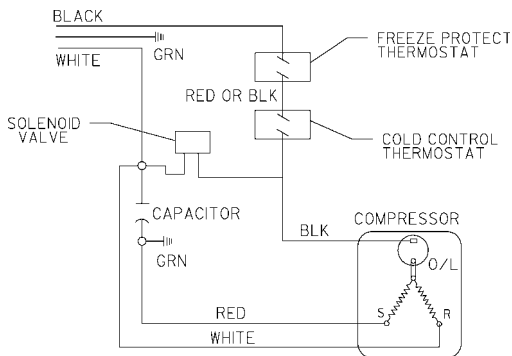 BLACK
GRN
WHITE
FREEZE PROTECT
THERMOSTAT
RED OR BLK
SOLENOID
VALVE
COLD CONTROL
THERMOSTAT
CAPACITOR
GRN
BLK
COMPRESSOR
O/L
S
R
RED
WHITE